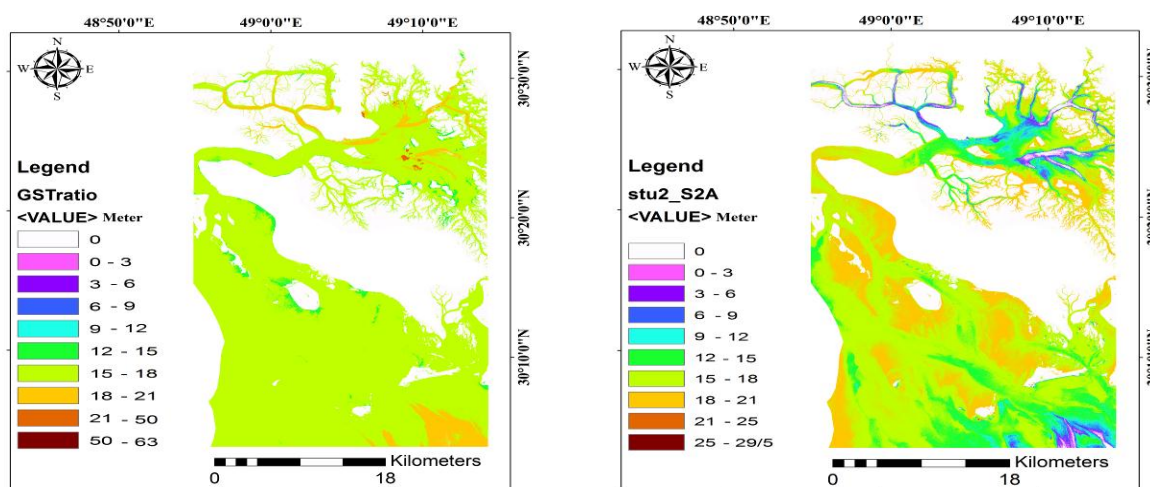 48°50'0"E 49°0'0"E 49°10'0"E
N
W E
S
30°30'0"N
30°20'0"N
30°10'0"N
Legend
GSTratio
<VALUE> Meter
0
0 - 3
3 - 6
6 - 9
9 - 12
12 - 15
15 - 18
18 - 21
21 - 50
50 - 63
Kilometers
0 18
48°50'0"E 49°0'0"E 49°10'0"E
N
W E
S
Legend
stu2_S2A
<VALUE> Meter
0
0 - 3
3 - 6
6 - 9
9 - 12
12 - 15
15 - 18
18 - 21
21 - 25
25 - 29/5
Kilometers
0 18